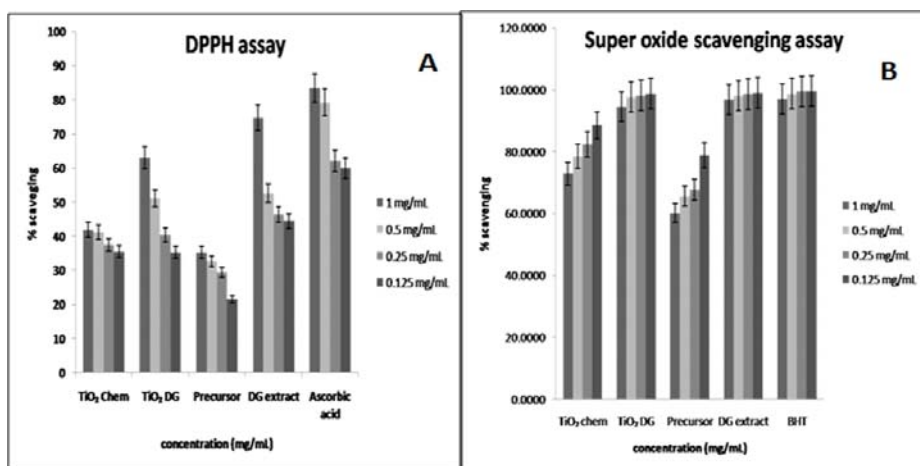 DPPH assay
A
% scaveging
100
90
80
70
60
50
40
30
20
10
0
TiO₂ Chem
TiO₂ DG
Precursor
DG extract
Ascorbic
acid
concentration (mg/mL)
1 mg/mL
0.5 mg/mL
0.25 mg/mL
0.125 mg/mL
Super oxide scavenging assay
B
% scavenging
120.0000
100.0000
80.0000
60.0000
40.0000
20.0000
0.0000
TiO₂ chem
TiO₂ DG
Precursor
DG extract
BHT
concentration (mg/mL)
1 mg/mL
0.5 mg/mL
0.25 mg/mL
0.125 mg/mL